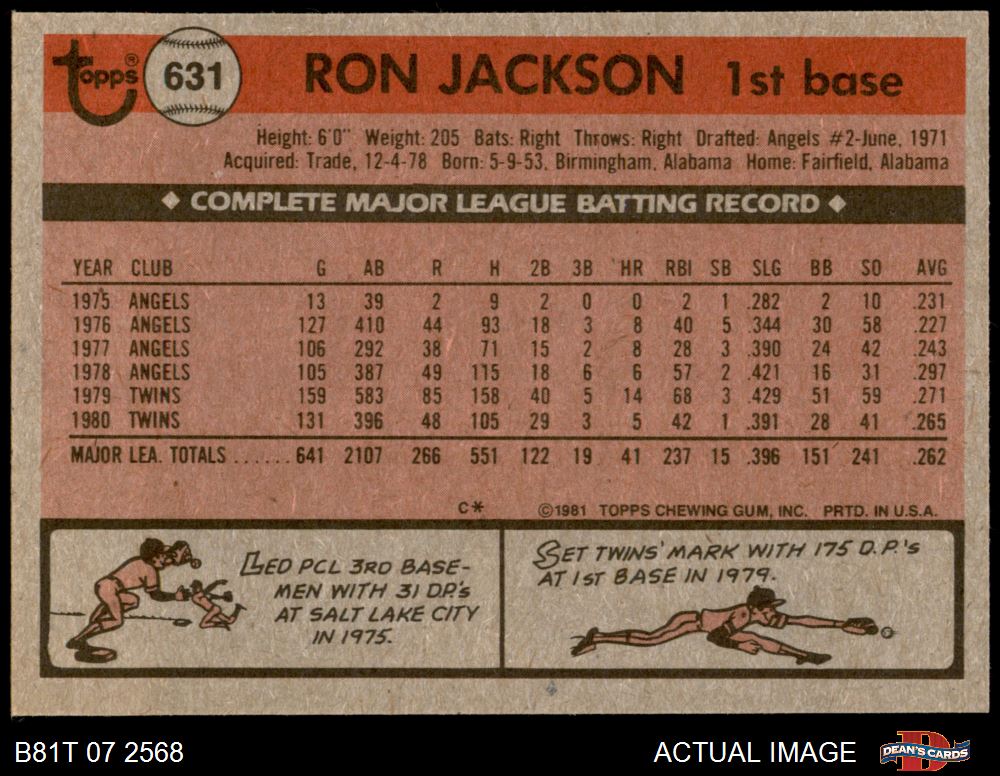 Topps® 631 RON JACKSON 1st base
Height: 6'0" Weight: 205 Bats: Right Throws: Right Drafted: Angels #2-June, 1971
Acquired: Trade, 12-4-78 Born: 5-9-53, Birmingham, Alabama Home: Fairfield, Alabama
◆ COMPLETE MAJOR LEAGUE BATTING RECORD ◆
YEAR CLUB G AB R H 2B 3B HR RBI SB SLG BB SO AVG
1975 ANGELS 13 39 2 9 2 0 0 2 1 .282 2 10 .231
1976 ANGELS 127 410 44 93 18 3 8 40 5 .344 30 58 .227
1977 ANGELS 106 292 38 71 15 2 8 28 3 .390 24 42 .243
1978 ANGELS 105 387 49 115 18 6 6 57 2 .421 16 31 .297
1979 TWINS 159 583 85 158 40 5 14 68 3 .429 51 59 .271
1980 TWINS 131 396 48 105 29 3 5 42 1 .391 28 41 .265
MAJOR LEA. TOTALS ...... 641 2107 266 551 122 19 41 237 15 .396 151 241 .262
C* ©1981 TOPPS CHEWING GUM, INC. PRTD. IN U.S.A.
LED PCL 3RD BASE-
MEN WITH 31 D.P.'s
AT SALT LAKE CITY
IN 1975.
SET TWINS' MARK WITH 175 D.P.'s
AT 1ST BASE IN 1979.
B81T 07 2568 ACTUAL IMAGE DEAN'S CARDS